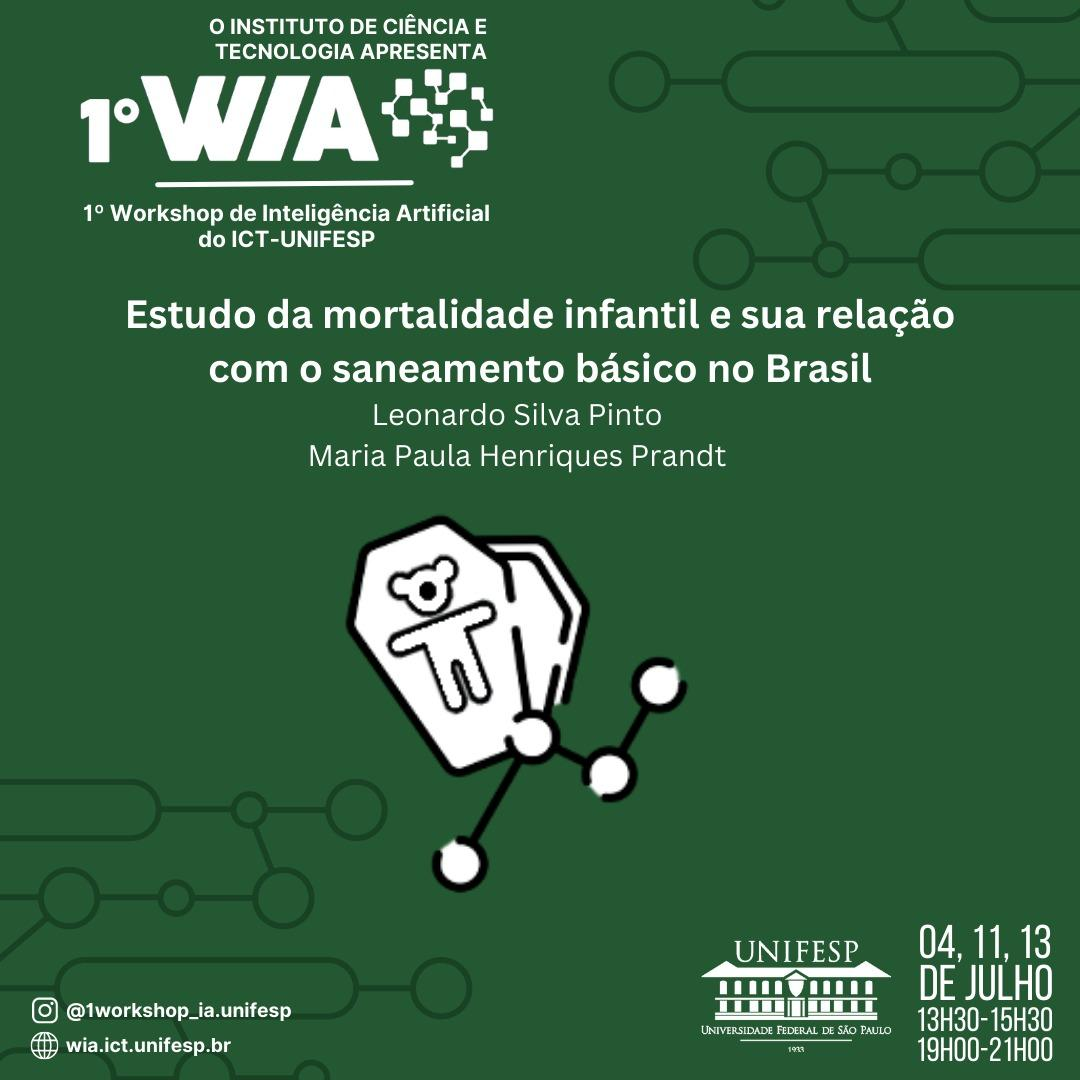 O INSTITUTO DE CIÊNCIA E
TECNOLOGIA APRESENTA
1º WIA
1º Workshop de Inteligência Artificial
do ICT-UNIFESP
Estudo da mortalidade infantil e sua relação
com o saneamento básico no Brasil
Leonardo Silva Pinto
Maria Paula Henriques Prandt
@1workshop_ia.unifesp
wia.ict.unifesp.br
UNIFESP
UNIVERSIDADE FEDERAL DE SÃO PAULO
1933
04, 11, 13
DE JULHO
13H30-15H30
19H00-21H00